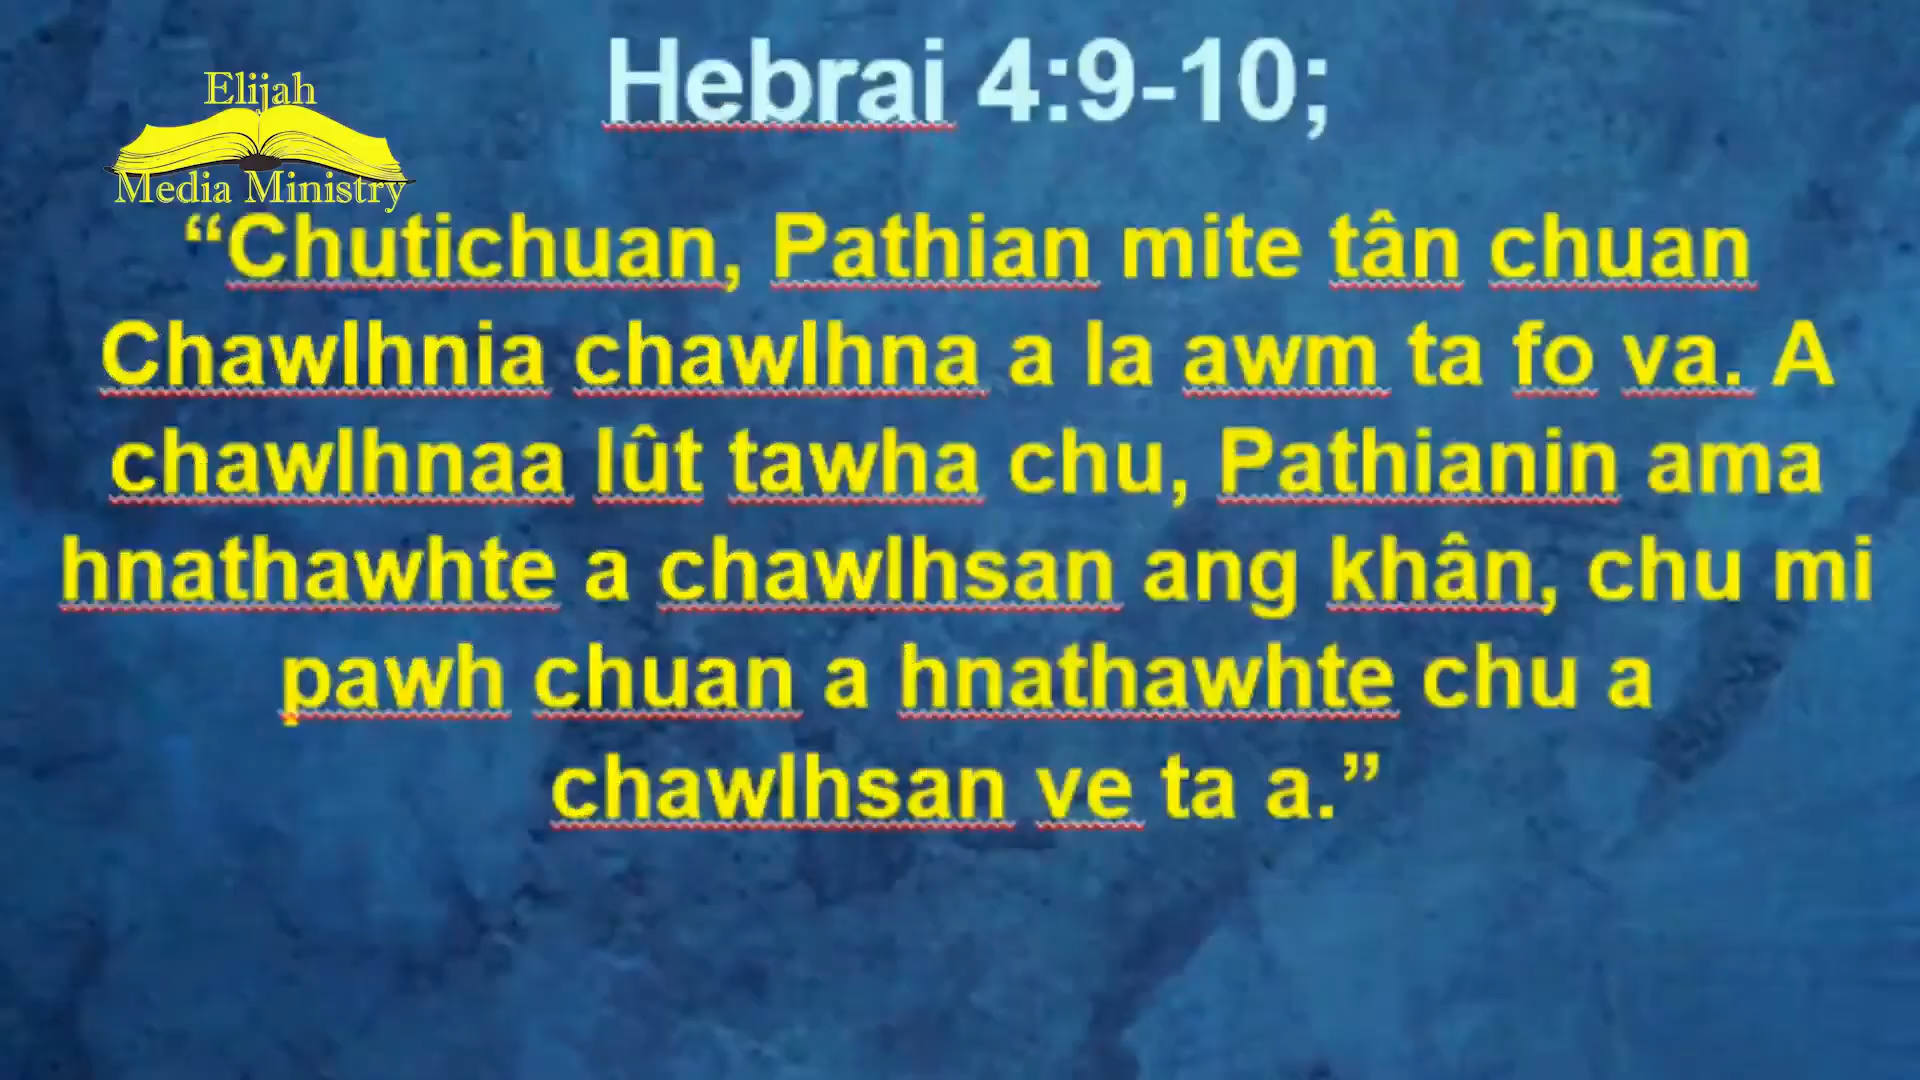 Hebrai 4:9-10;
Elijah
Media Ministry
“Chutichuan, Pathian mite tân chuan
Chawlhnia chawlhna a la awm ta fo va. A
chawlhnaa lût tawha chu, Pathianin ama
hnathawhte a chawlhsan ang khân, chu mi
pawh chuan a hnathawhte chu a
chawlhsan ve ta a.”